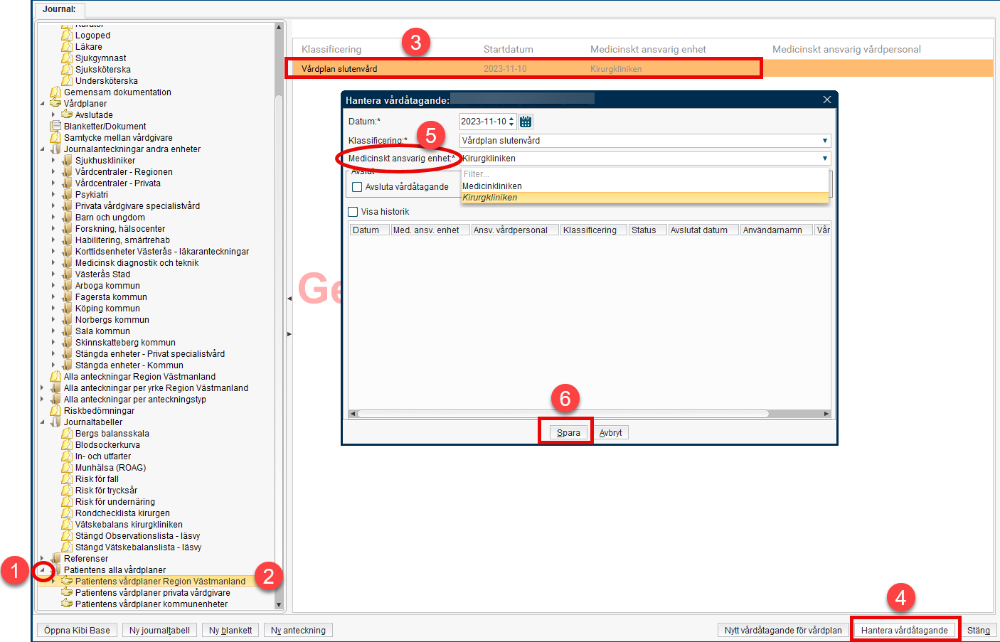 Journal:
Kurator
Logoped
Läkare
Sjukgymnast
Sjuksköterska
Undersköterska
Gemensam dokumentation
Vårdplaner
Avslutade
Blanketter/Dokument
Samtycke mellan vårdgivare
Journalanteckningar andra enheter
Sjukhuskliniker
Vårdcentraler - Regionen
Vårdcentraler - Privata
Psykiatri
Privata vårdgivare specialistvård
Barn och ungdom
Forskning, hälsocenter
Habilitering, smärtrehab
Korttidsenheter Västerås - läkaranteckningar
Medicinsk diagnostik och teknik
Västerås Stad
Arboga kommun
Fagersta kommun
Köping kommun
Norbergs kommun
Sala kommun
Skinnskatteberg kommun
Stängda enheter - Privat specialistvård
Stängda enheter - Kommun
Alla anteckningar Region Västmanland
Alla anteckningar per yrke Region Västmanland
Alla anteckningar per anteckningstyp
Riskbedömningar
Journaltabeller
Bergs balansskala
Blodsockerkurva
In- och utfarter
Munhälsa (ROAG)
Risk för fall
Risk för trycksår
Risk för undernäring
Rondchecklista kirurgen
Vätskebalans kirurgkliniken
Stängd Observationslista - läsvy
Stängd Vätskebalanslista - läsvy
Referenser
1 Patientens alla vårdplaner
Patientens vårdplaner Region Västmanland 2
Patientens vårdplaner privata vårdgivare
Patientens vårdplaner kommunenheter
3
Klassificering Startdatum Medicinskt ansvarig enhet Medicinskt ansvarig vårdpersonal
Vårdplan slutenvård 2023-11-10 Kirurgkliniken
Hantera vårdåtagande:
Datum:* 2023-11-10
5
Klassificering:* Vårdplan slutenvård
Medicinskt ansvarig enhet:* Kirurgkliniken
Avslut
Filter...
Avsluta vårdåtagande
Medicinkliniken
Kirurgkliniken
Visa historik
Datum Med. ansv. enhet Ansv. vårdpersonal Klassificering Status Avslutat datum Användarnamn Vår
Ge
6
Spara Avbryt
4
Öppna Kibi Base Ny journaltabell Ny blankett Ny anteckning Nytt vårdåtagande för vårdplan Hantera vårdåtagande Stäng